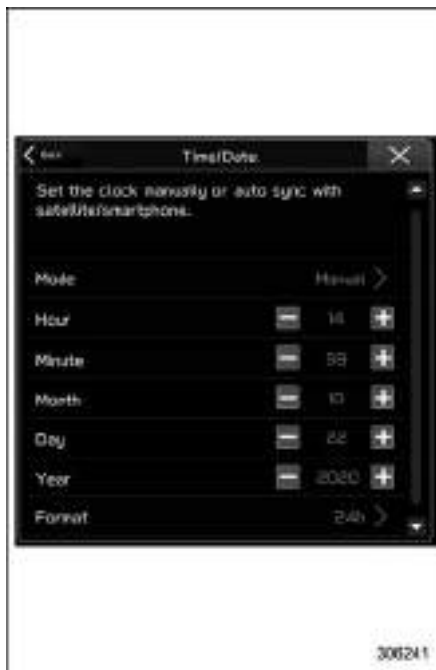 Back Time/Date
Set the clock manually or auto sync with
satellite/smartphone.
Mode Manual
Hour 14
Minute
Month 10
Day 22
Year 2020
Format 24h
306241